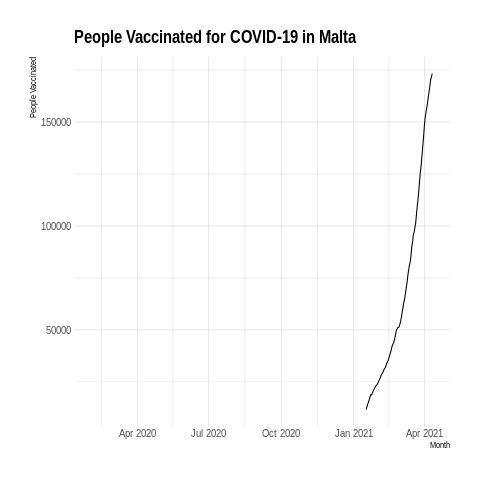 People Vaccinated for COVID-19 in Malta
People Vaccinated
150000
100000
50000
Apr 2020 Jul 2020 Oct 2020 Jan 2021 Apr 2021
Month